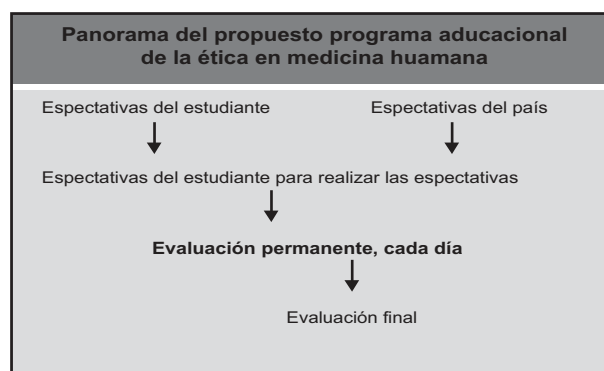 Panorama del propuesto programa aducacional
de la ética en medicina huamana
Espectativas del estudiante
Espectativas del país
Espectativas del estudiante para realizar las espectativas
Evaluación permanente, cada día
Evaluación final